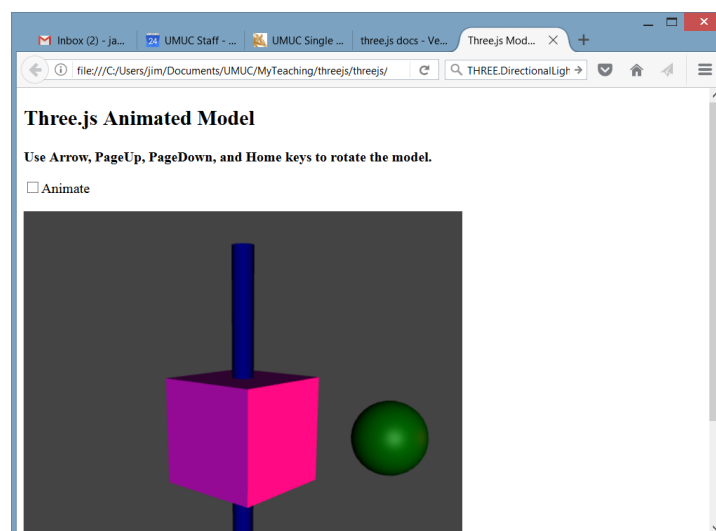 Inbox (2) - ja... 24 UMUC Staff - ... UMUC Single ... three.js docs - Ve... Three.js Mod...
file:///C:/Users/jim/Documents/UMUC/MyTeaching/threejs/threejs/ THREE.DirectionalLigh
Three.js Animated Model
Use Arrow, PageUp, PageDown, and Home keys to rotate the model.
Animate